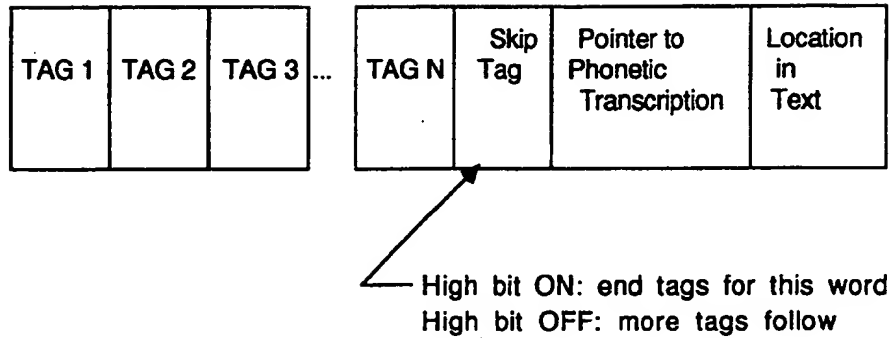 TAG 1 TAG 2 TAG 3 ... TAG N
Skip
Tag
Pointer to
Phonetic
Transcription
Location
in
Text
High bit ON: end tags for this word
High bit OFF: more tags follow